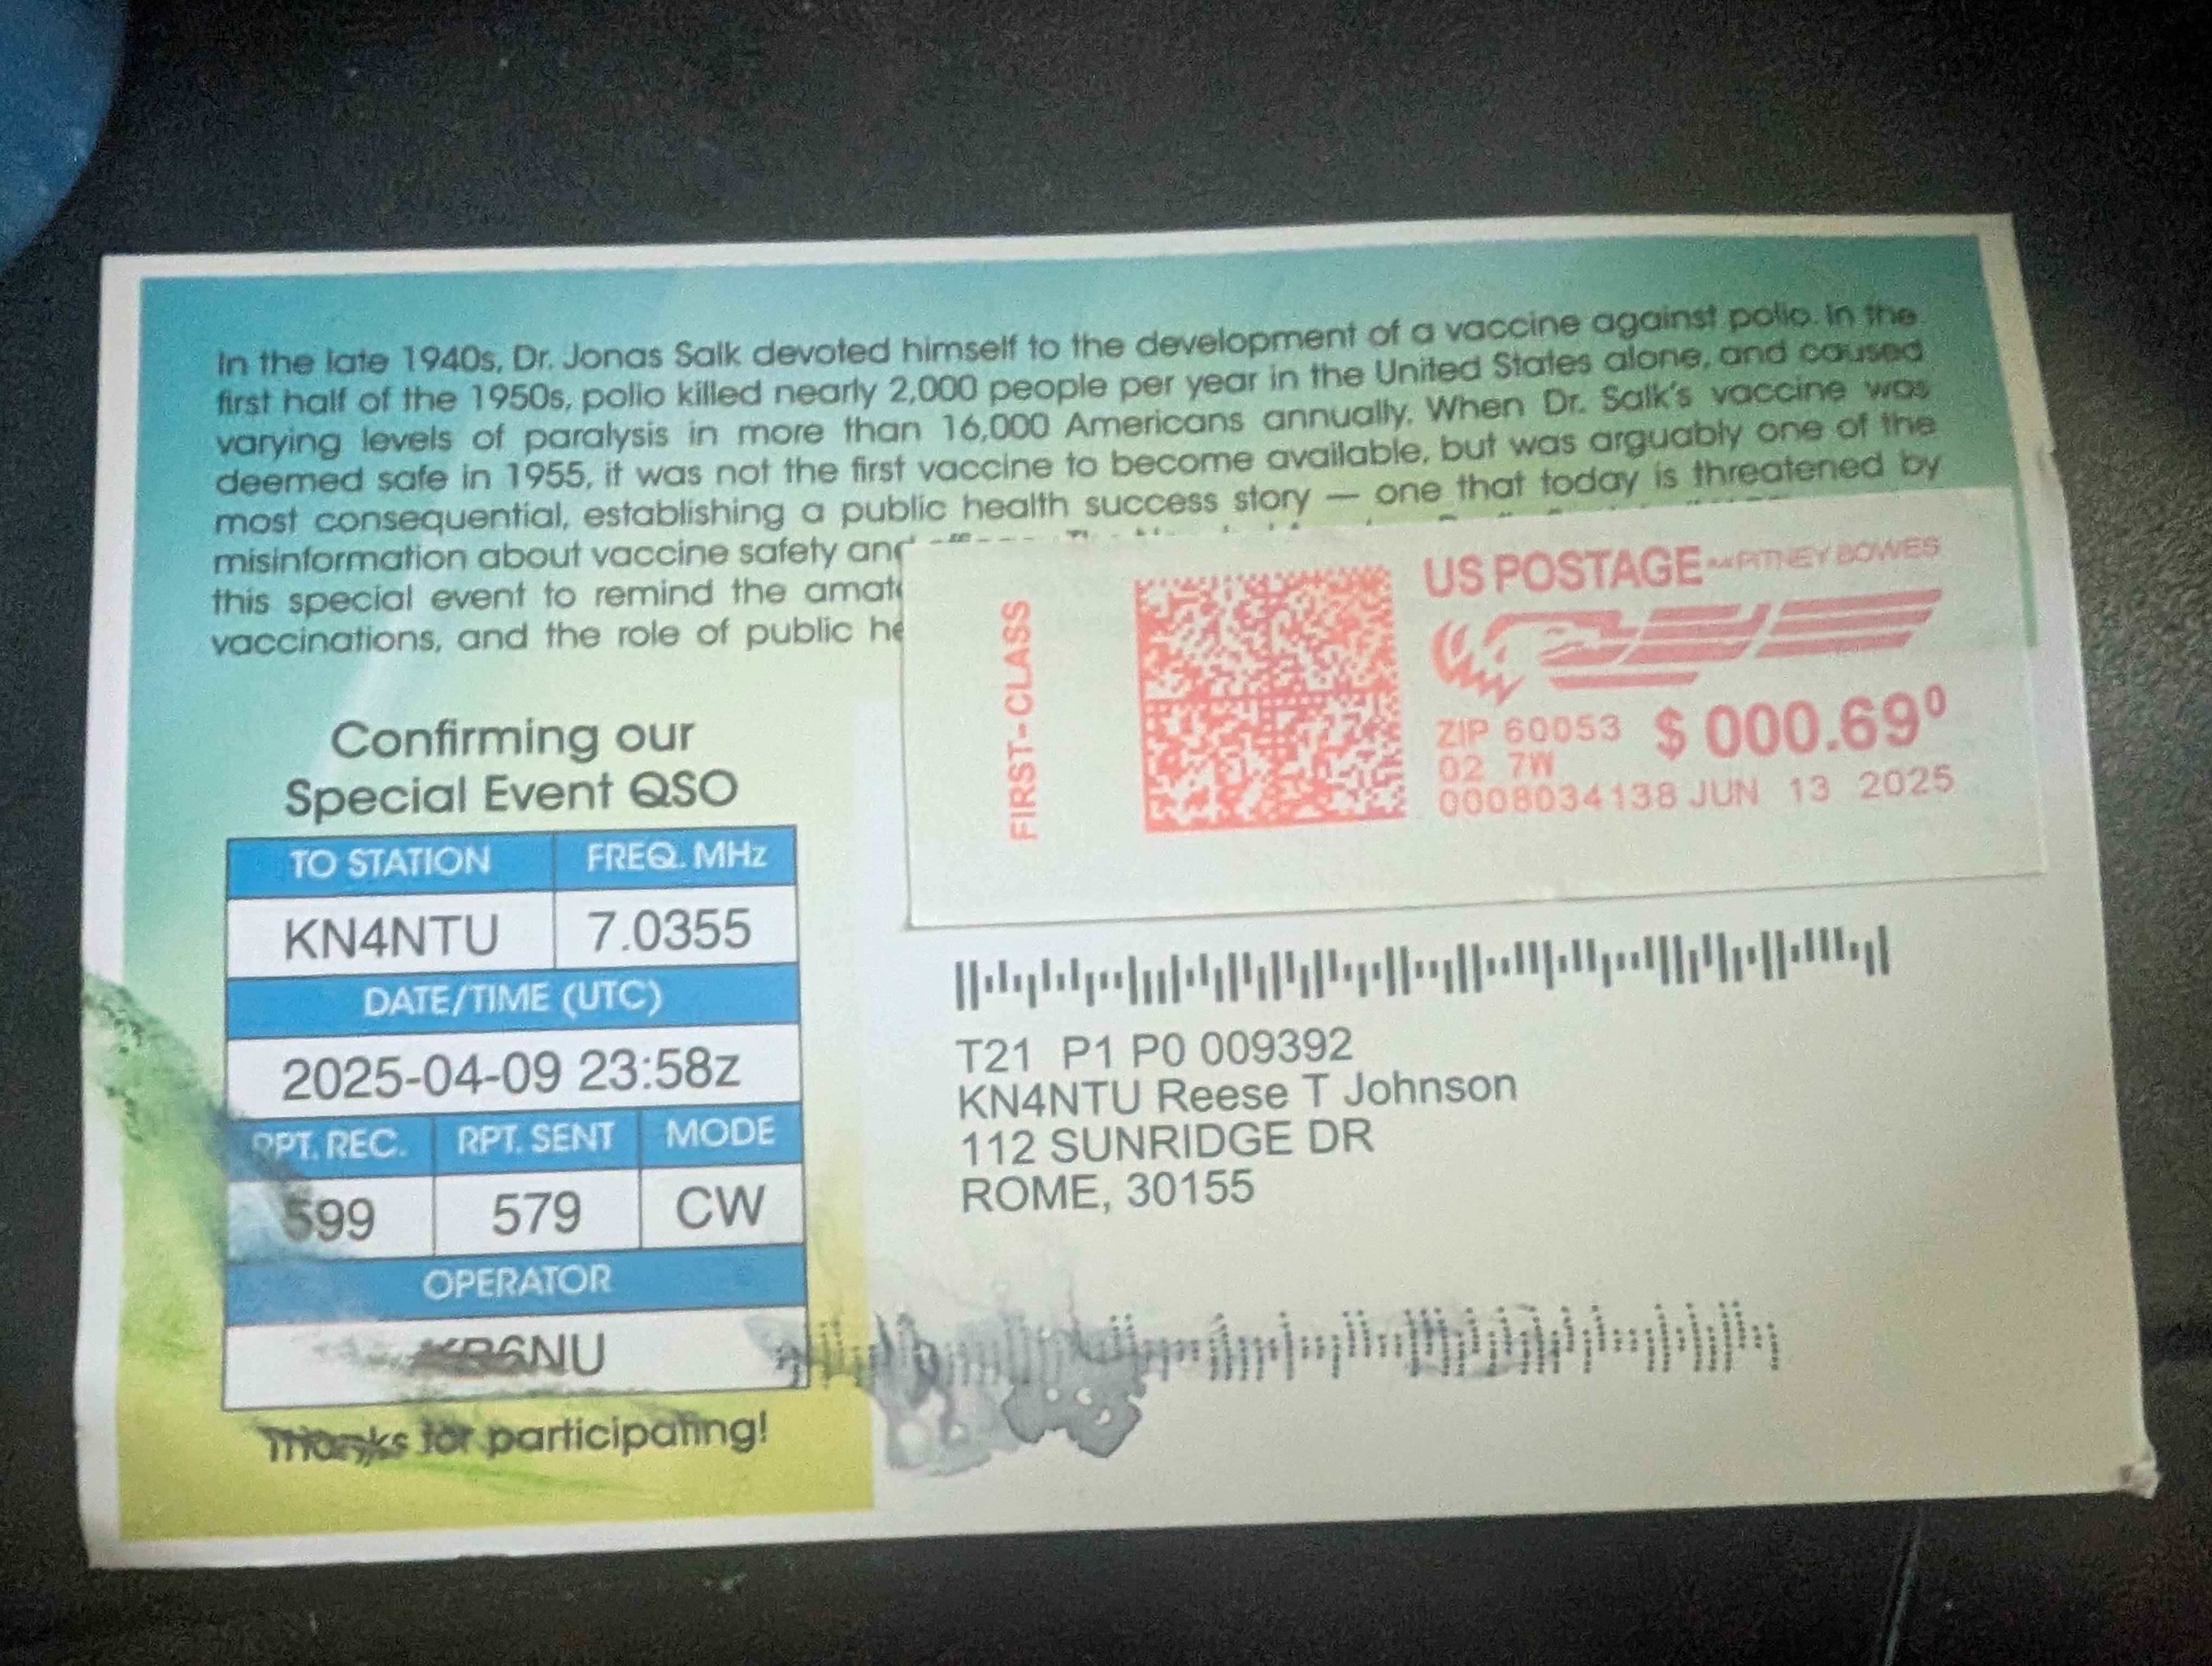 In the late 1940s, Dr. Jonas Salk devoted himself to the development of a vaccine against polio. In the
first half of the 1950s, polio killed nearly 2,000 people per year in the United States alone, and caused
varying levels of paralysis in more than 16,000 Americans annually. When Dr. Salk's vaccine was
deemed safe in 1955, it was not the first vaccine to become available, but was arguably one of the
most consequential, establishing a public health success story — one that today is threatened by
misinformation about vaccine safety and
this special event to remind the
vaccinations, and the role of public
FIRST-CLASS
US POSTAGE PITNEY BOWES
ZIP 60053 $ 000.69⁰
02 7W
0008034138 JUN 13 2025
Confirming our
Special Event QSO
TO STATION FREQ. MHz
KN4NTU 7.0355
DATE/TIME (UTC)
2025-04-09 23:58z
RPT. REC. RPT. SENT MODE
599 579 CW
OPERATOR
Thanks for participating!
T21 P1 P0 009392
KN4NTU Reese T Johnson
112 SUNRIDGE DR
ROME, 30155